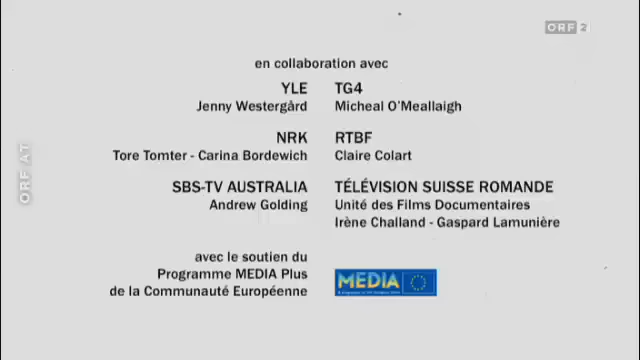 ORF 2
en collaboration avec
YLE
Jenny Westergård
TG4
Micheal O'Meallaigh
NRK
Tore Tomter - Carina Bordewich
RTBF
Claire Colart
SBS-TV AUSTRALIA
Andrew Golding
TÉLÉVISION SUISSE ROMANDE
Unité des Films Documentaires
Irène Challand - Gaspard Lamunière
avec le soutien du
Programme MEDIA Plus
de la Communauté Européenne
MEDIA
ORF AT